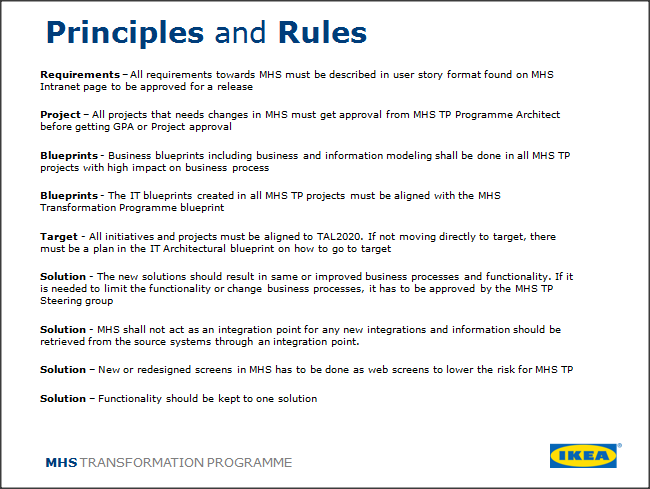 Principles and Rules
Requirements – All requirements towards MHS must be described in user story format found on MHS
Intranet page to be approved for a release
Project – All projects that needs changes in MHS must get approval from MHS TP Programme Architect
before getting GPA or Project approval
Blueprints - Business blueprints including business and information modeling shall be done in all MHS TP
projects with high impact on business process
Blueprints - The IT blueprints created in all MHS TP projects must be aligned with the MHS
Transformation Programme blueprint
Target - All initiatives and projects must be aligned to TAL2020. If not moving directly to target, there
must be a plan in the IT Architectural blueprint on how to go to target
Solution - The new solutions should result in same or improved business processes and functionality. If it
is needed to limit the functionality or change business processes, it has to be approved by the MHS TP
Steering group
Solution - MHS shall not act as an integration point for any new integrations and information should be
retrieved from the source systems through an integration point.
Solution – New or redesigned screens in MHS has to be done as web screens to lower the risk for MHS TP
Solution – Functionality should be kept to one solution
MHS TRANSFORMATION PROGRAMME
IKEA ®